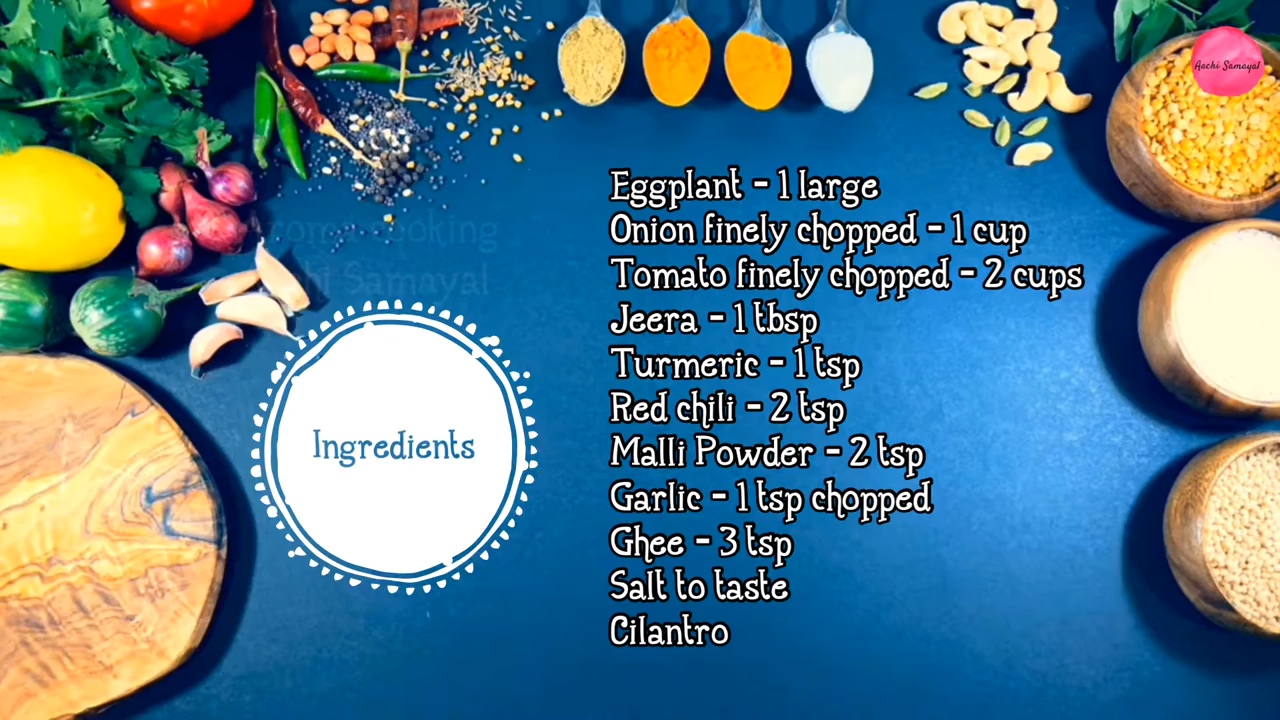 Aachi Samayal
Eggplant - 1 large
Onion finely chopped - 1 cup
Tomato finely chopped - 2 cups
Jeera - 1 tbsp
Turmeric - 1 tsp
Red chili - 2 tsp
Malli Powder - 2 tsp
Garlic - 1 tsp chopped
Ghee - 3 tsp
Salt to taste
Cilantro
cooking
Samayal
Ingredients